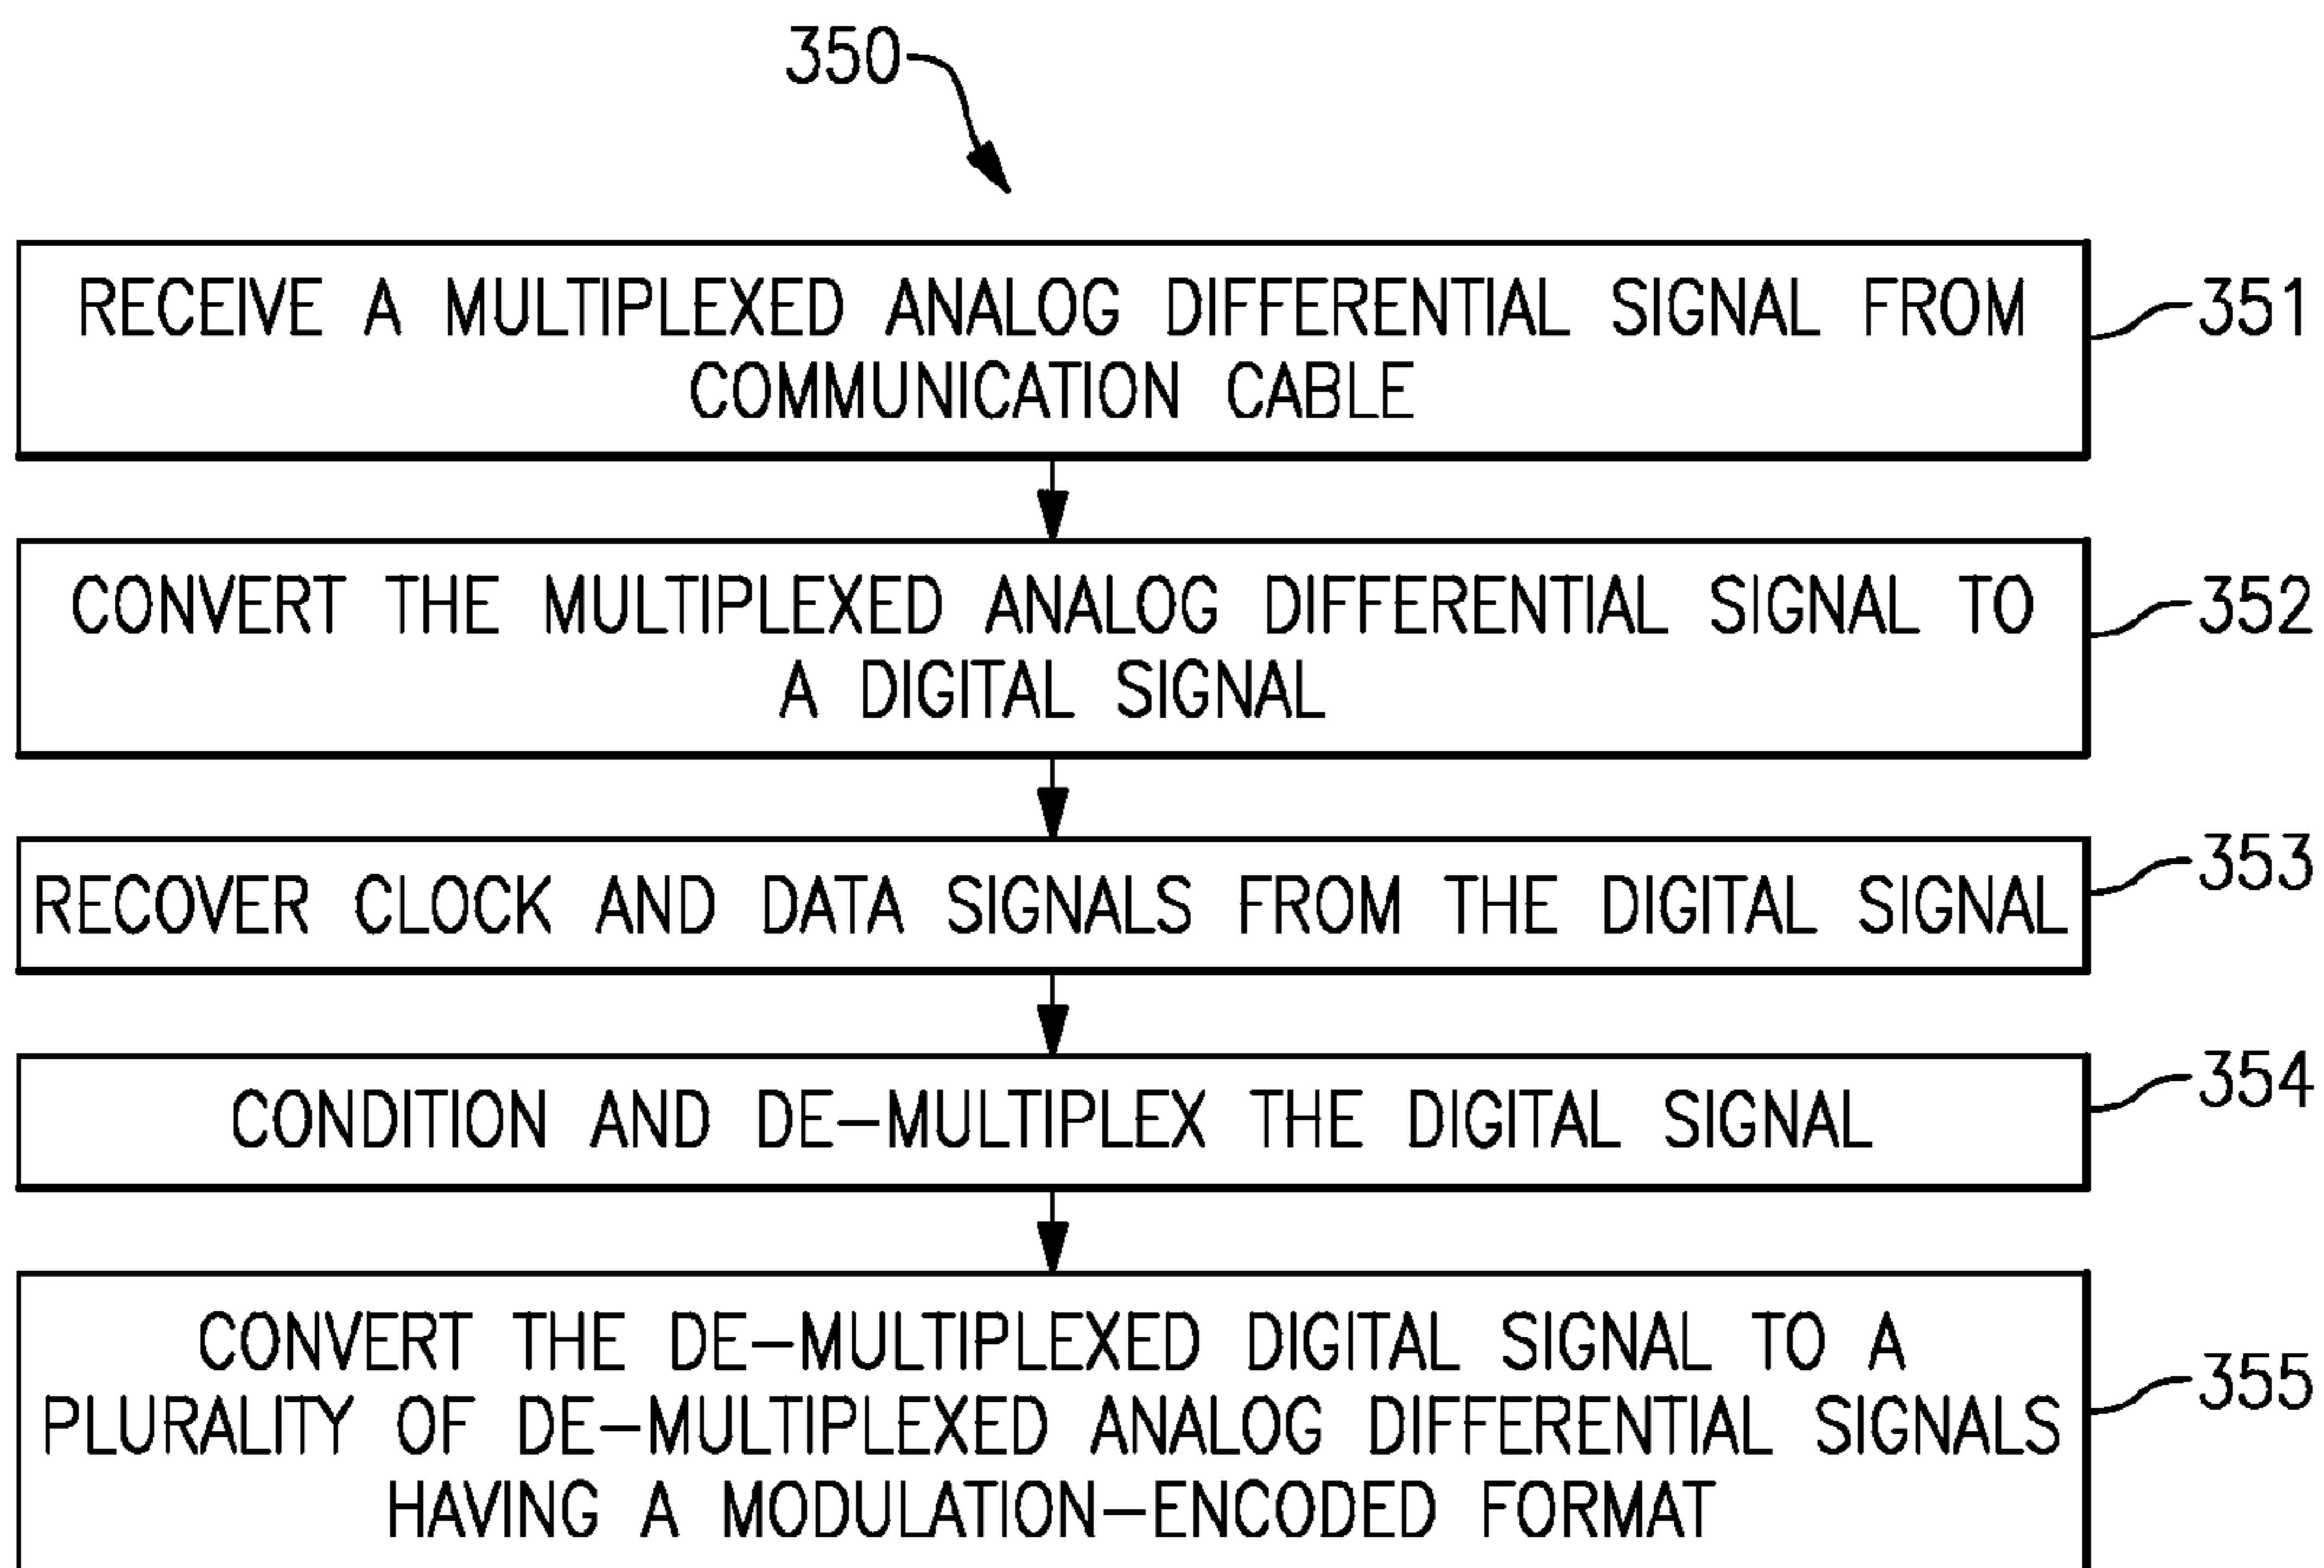 350
RECEIVE A MULTIPLEXED ANALOG DIFFERENTIAL SIGNAL FROM
COMMUNICATION CABLE
351
CONVERT THE MULTIPLEXED ANALOG DIFFERENTIAL SIGNAL TO
A DIGITAL SIGNAL
352
RECOVER CLOCK AND DATA SIGNALS FROM THE DIGITAL SIGNAL
353
CONDITION AND DE-MULTIPLEX THE DIGITAL SIGNAL
354
CONVERT THE DE-MULTIPLEXED DIGITAL SIGNAL TO A
PLURALITY OF DE-MULTIPLEXED ANALOG DIFFERENTIAL SIGNALS
HAVING A MODULATION-ENCODED FORMAT
355